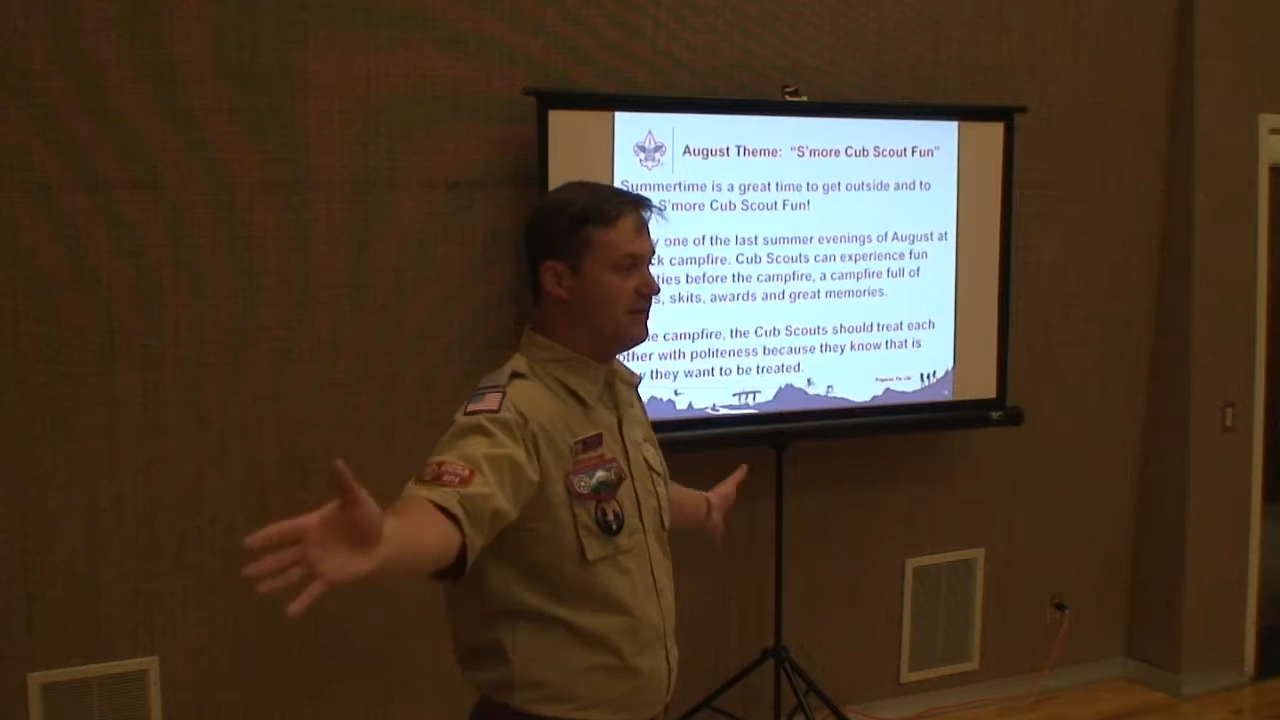 August Theme: “S’more Cub Scout Fun”
Summertime is a great time to get outside and to
S’more Cub Scout Fun!
one of the last summer evenings of August at
campfire. Cub Scouts can experience fun
before the campfire, a campfire full of
skits, awards and great memories.
campfire, the Cub Scouts should treat each
other with politeness because they know that is
they want to be treated.
Prepared. For Life.